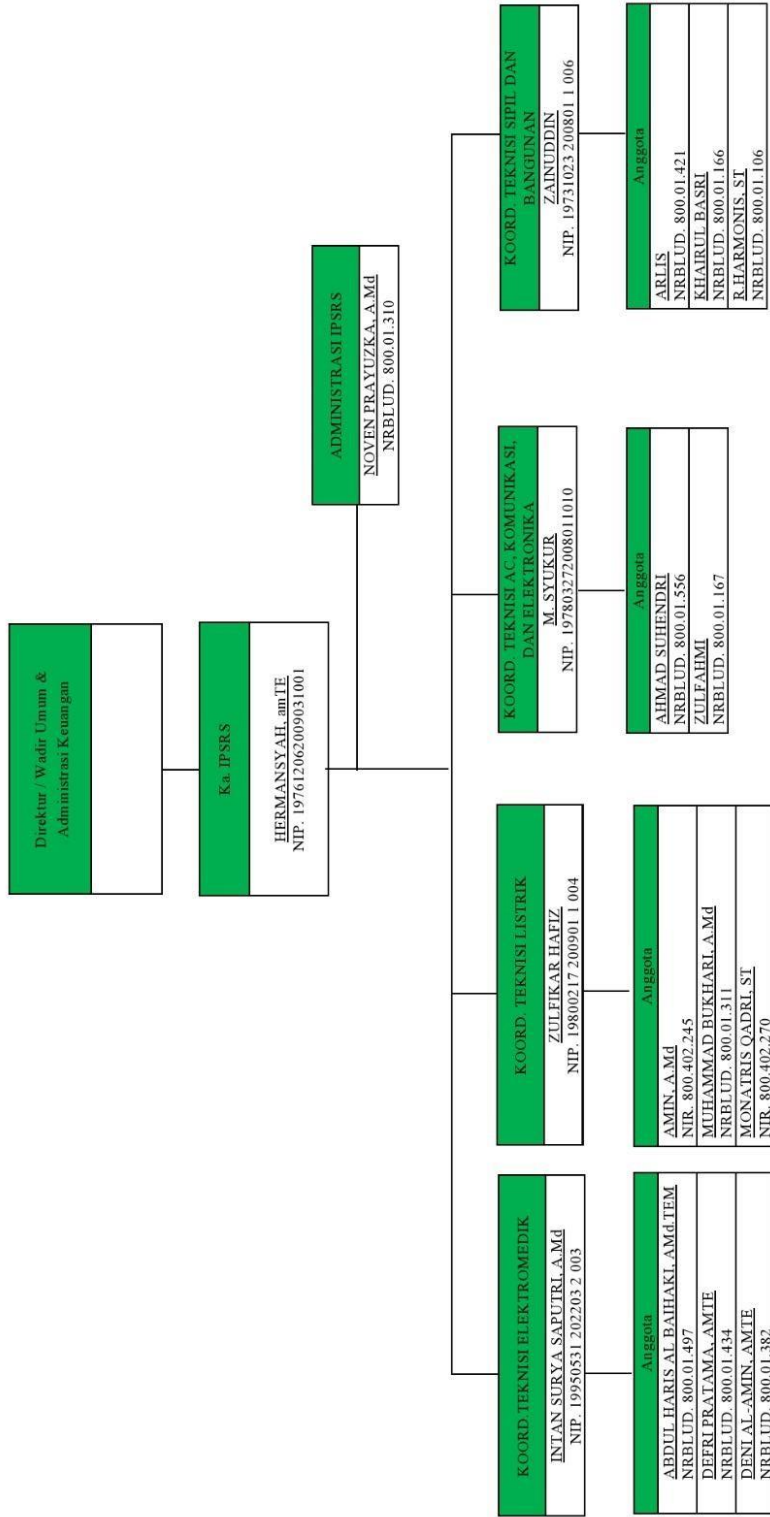 Direktur / Wadir Umum &
Administrasi Keuangan
Ka. IPSRS
HERMANSYAH, amTE
NIP. 197612062009031001
ADMINISTRASI IPSRS
NOVEN PRAYUZKA, A.Md
NRBLUD. 800.01.310
KOORD.TEKNISI ELEKTROMEDIK
INTAN SURYA SAPUTRI, A.Md
NIP. 19950531 202203 2 003
Anggota
ABDUL HARIS AL BAIHAKI, AMd.TEM
NRBLUD. 800.01.497
DEFRI PRATAMA, AMTE
NRBLUD. 800.01.434
DENI AL-AMIN, AMTE
NRBLUD. 800.01.382
KOORD. TEKNISI LISTRIK
ZULFIKAR HAFIZ
NIP. 19800217 200901 1 004
Anggota
AMIN, A.Md
NIR. 800.402.245
MUHAMMAD BUKHARI, A.Md
NRBLUD. 800.01.311
MONATRIS QADRI, ST
NIR. 800.402.270
KOORD. TEKNISI AC, KOMUNIKASI,
DAN ELEKTRONIKA
M. SYUKUR
NIP. 197803272008011010
Anggota
AHMAD SUHENDRI
NRBLUD. 800.01.556
ZULFAHMI
NRBLUD. 800.01.167
KOORD. TEKNISI SIPIL DAN
BANGUNAN
ZAINUDDIN
NIP. 19731023 200801 1 006
Anggota
ARLIS
NRBLUD. 800.01.421
KHAIRUL BASRI
NRBLUD. 800.01.166
R.HARMONIS, ST
NRBLUD. 800.01.106